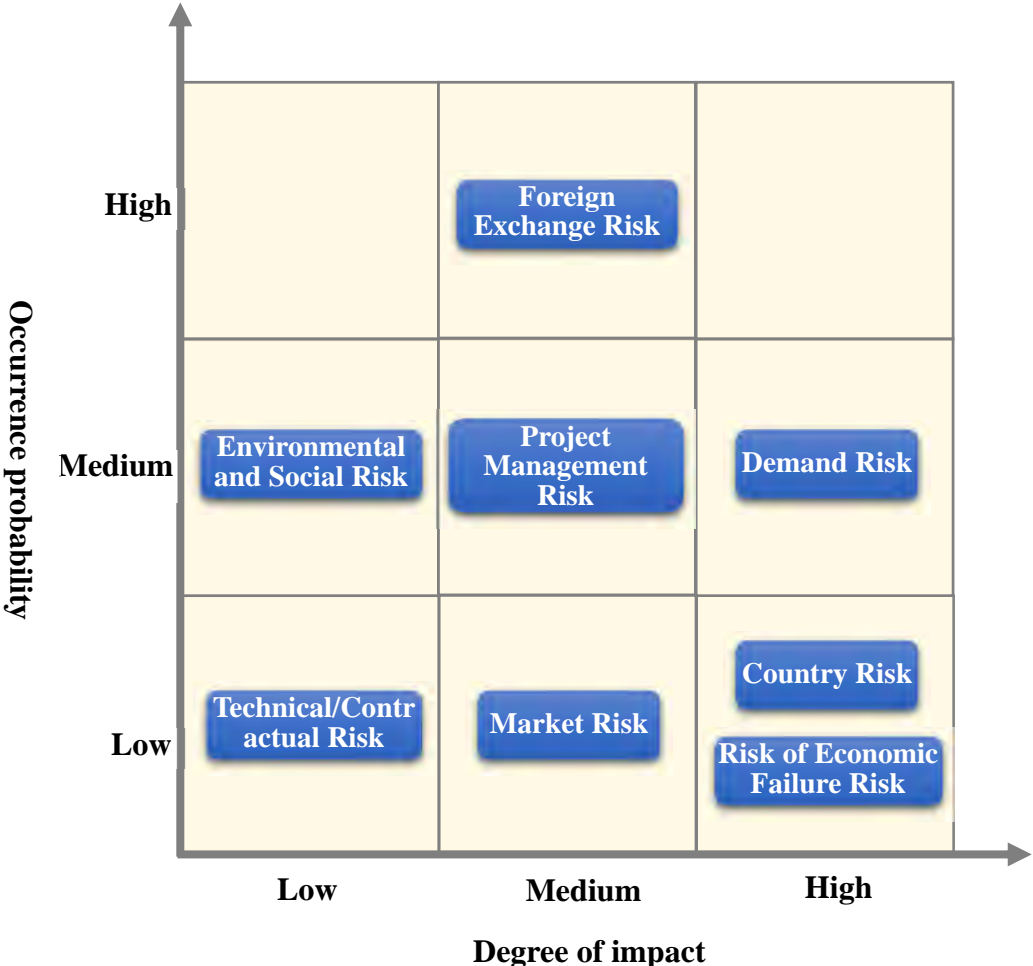 High
Foreign
Exchange Risk
Occurrence probability
Medium
Environmental
and Social Risk
Project
Management
Risk
Demand Risk
Low
Technical/Contr
actual Risk
Market Risk
Country Risk
Risk of Economic
Failure Risk
Low
Medium
High
Degree of impact